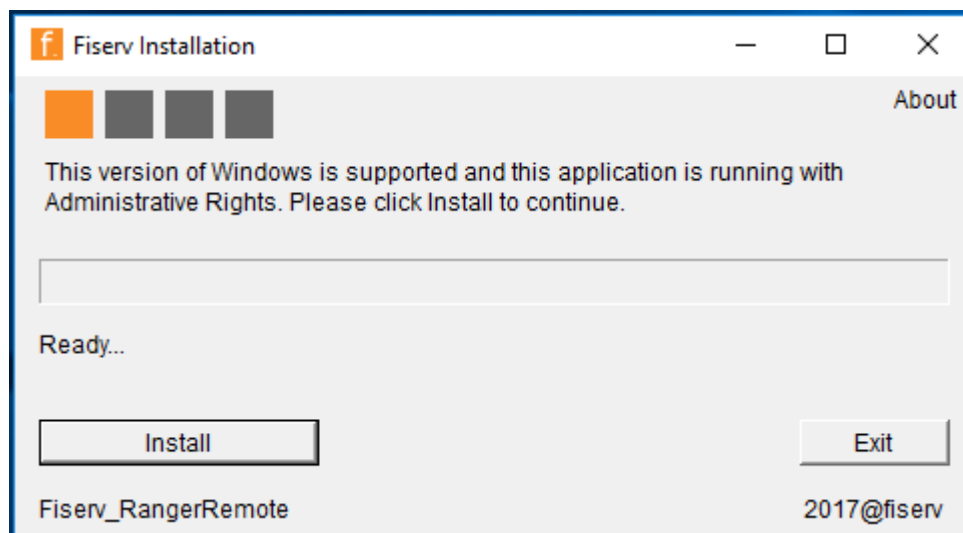 f Fiserv Installation
About
This version of Windows is supported and this application is running with
Administrative Rights. Please click Install to continue.
Ready...
Install
Exit
Fiserv_RangerRemote
2017@fiserv